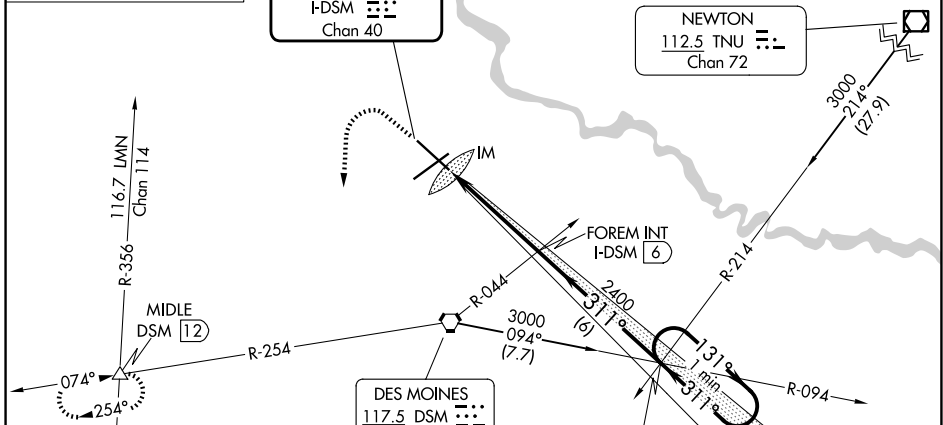 I-DSM
Chan 40
NEWTON
112.5 TNU
Chan 72
3000
214°
(27.9)
116.7 LMN
Chan 114
IM
FOREM INT
I-DSM 6
R-214
R-356
R-044
2400
311°
(6)
MIDLE
DSM 12
3000
094°
(7.7)
R-254
131°
1 min
311°
R-094
074°
254°
DES MOINES
117.5 DSM